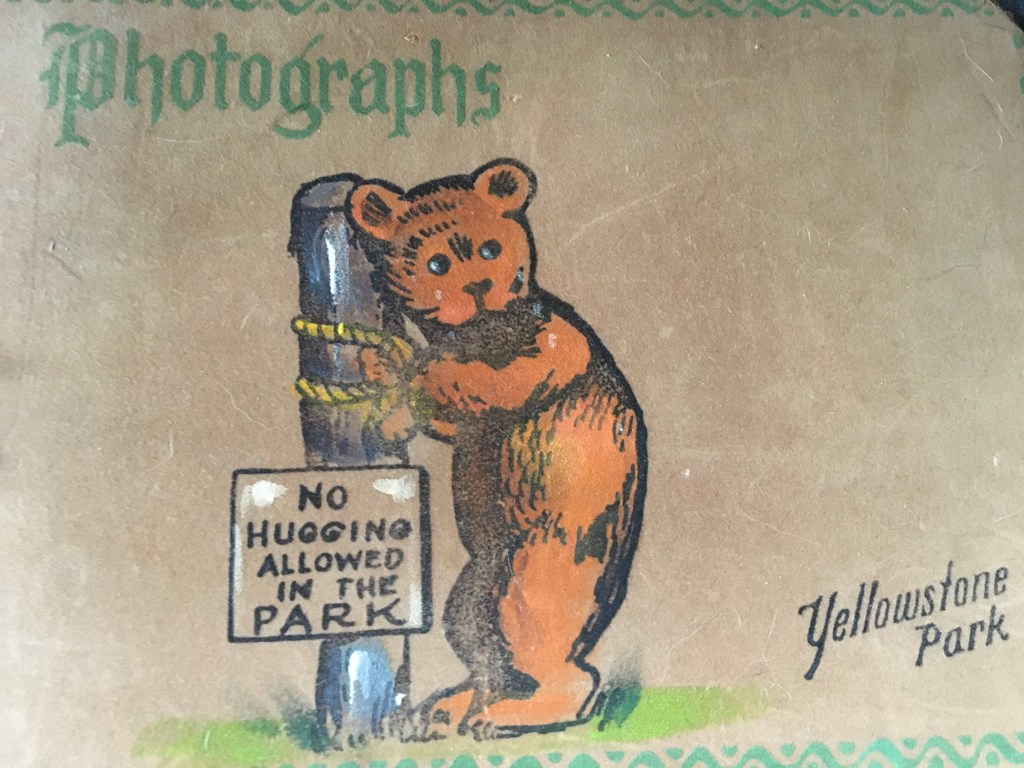 Photographs
NO
HUGGING
ALLOWED
IN THE
PARK
Yellowstone
Park